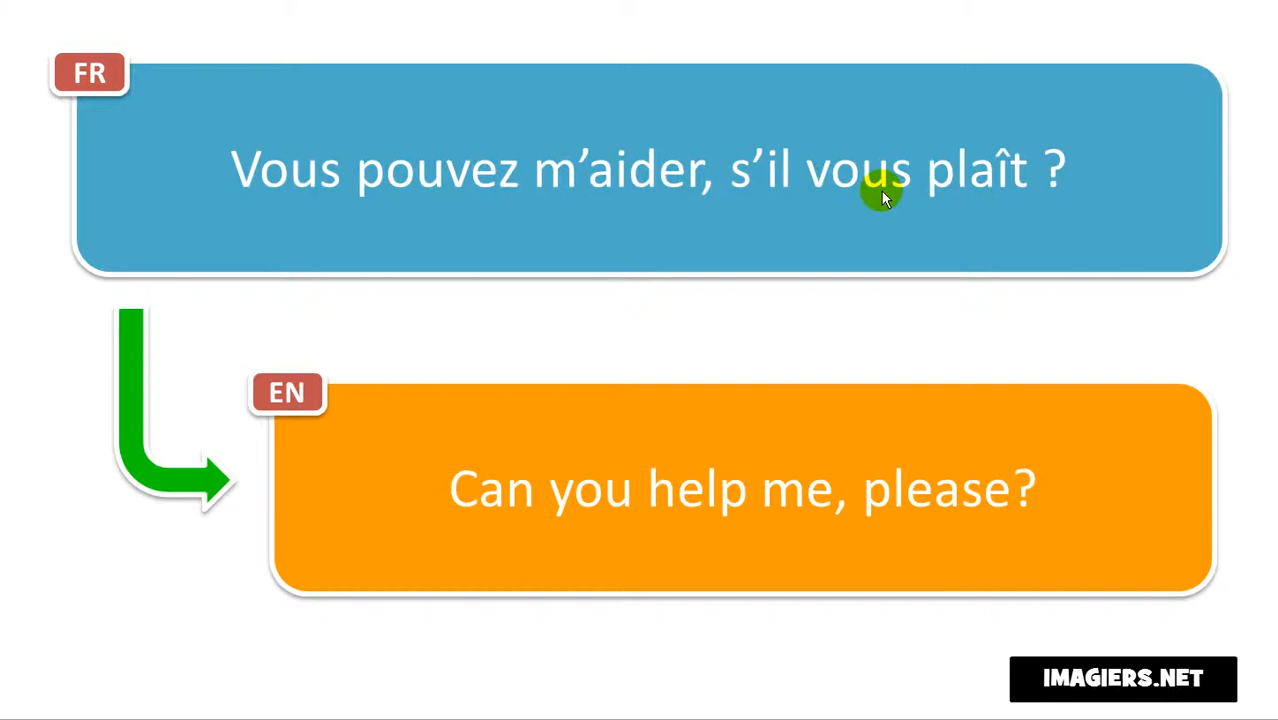 FR
Vous pouvez m’aider, s’il vous plaît ?
EN
Can you help me, please?
IMAGIERS.NET